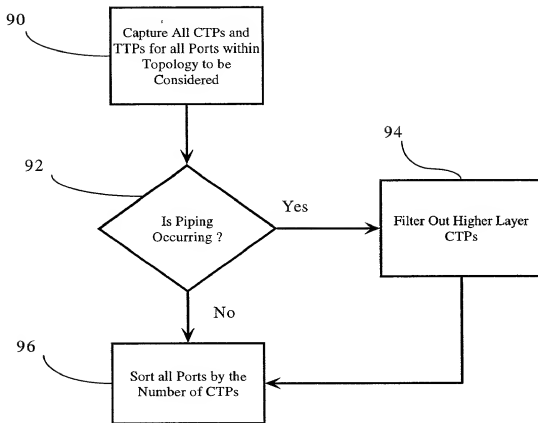 90
Capture All CTPs and
TTPs for all Ports within
Topology to be
Considered
92
94
Is Piping
Occurring ?
Yes
Filter Out Higher Layer
CTPs
No
96
Sort all Ports by the
Number of CTPs